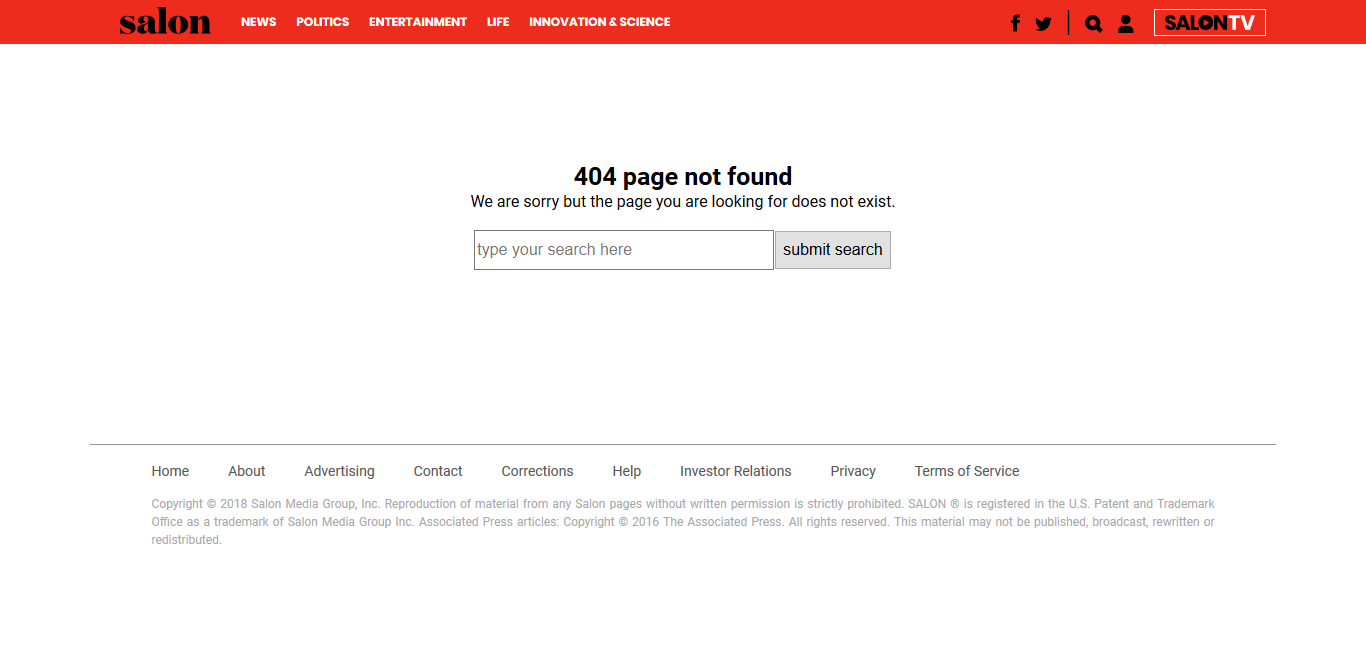 salon NEWS POLITICS ENTERTAINMENT LIFE INNOVATION & SCIENCE SALONTV
404 page not found
We are sorry but the page you are looking for does not exist.
type your search here submit search
Home About Advertising Contact Corrections Help Investor Relations Privacy Terms of Service
Copyright © 2018 Salon Media Group, Inc. Reproduction of material from any Salon pages without written permission is strictly prohibited. SALON ® is registered in the U.S. Patent and Trademark
Office as a trademark of Salon Media Group Inc. Associated Press articles: Copyright © 2016 The Associated Press. All rights reserved. This material may not be published, broadcast, rewritten or
redistributed.